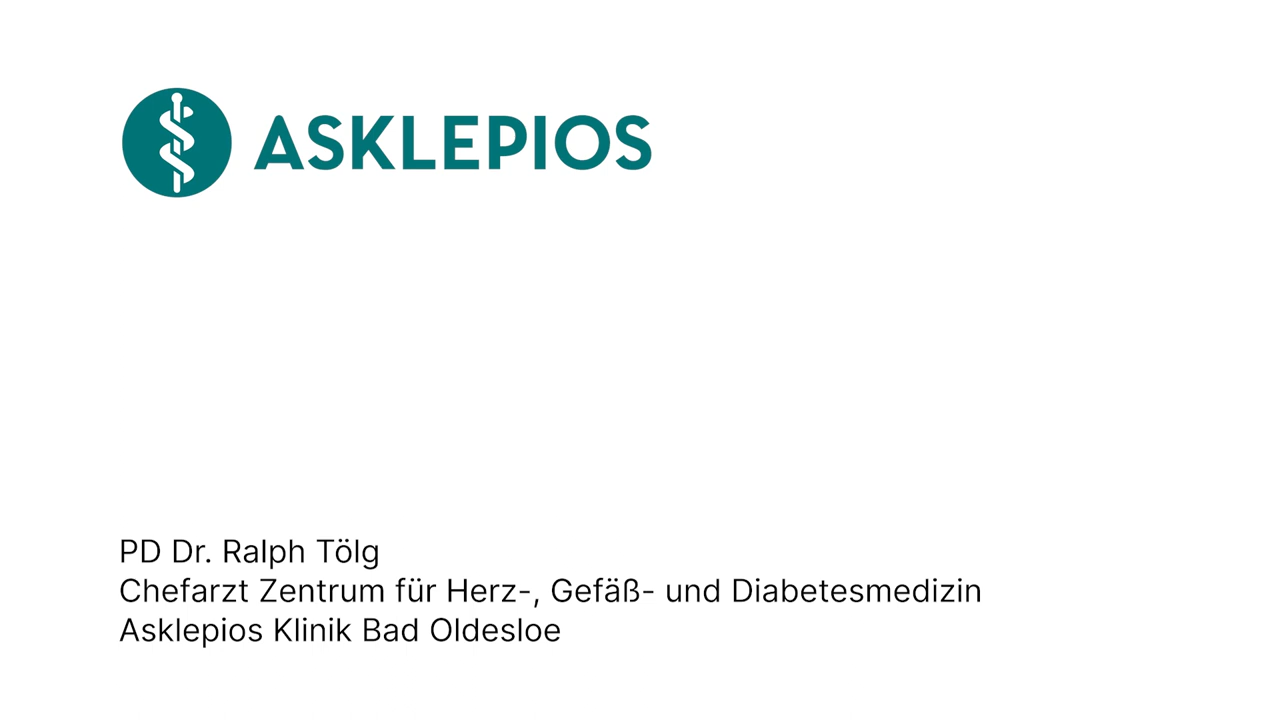 ASKLEPIOS
PD Dr. Ralph Tölg
Chefarzt Zentrum für Herz-, Gefäß- und Diabetesmedizin
Asklepios Klinik Bad Oldesloe